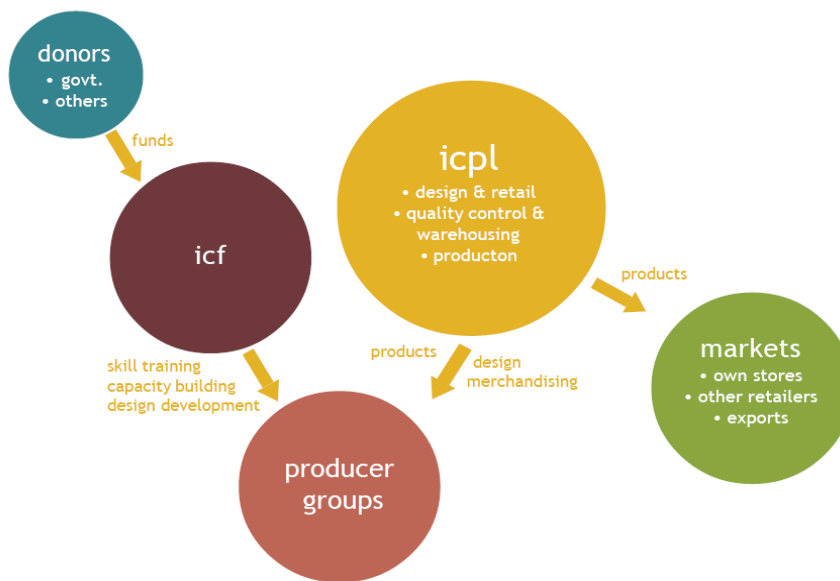 donors
• govt.
• others
funds
icf
icpl
• design & retail
• quality control &
warehousing
• producton
products
markets
• own stores
• other retailers
• exports
skill training
capacity building
design development
products
design
merchandising
producer
groups